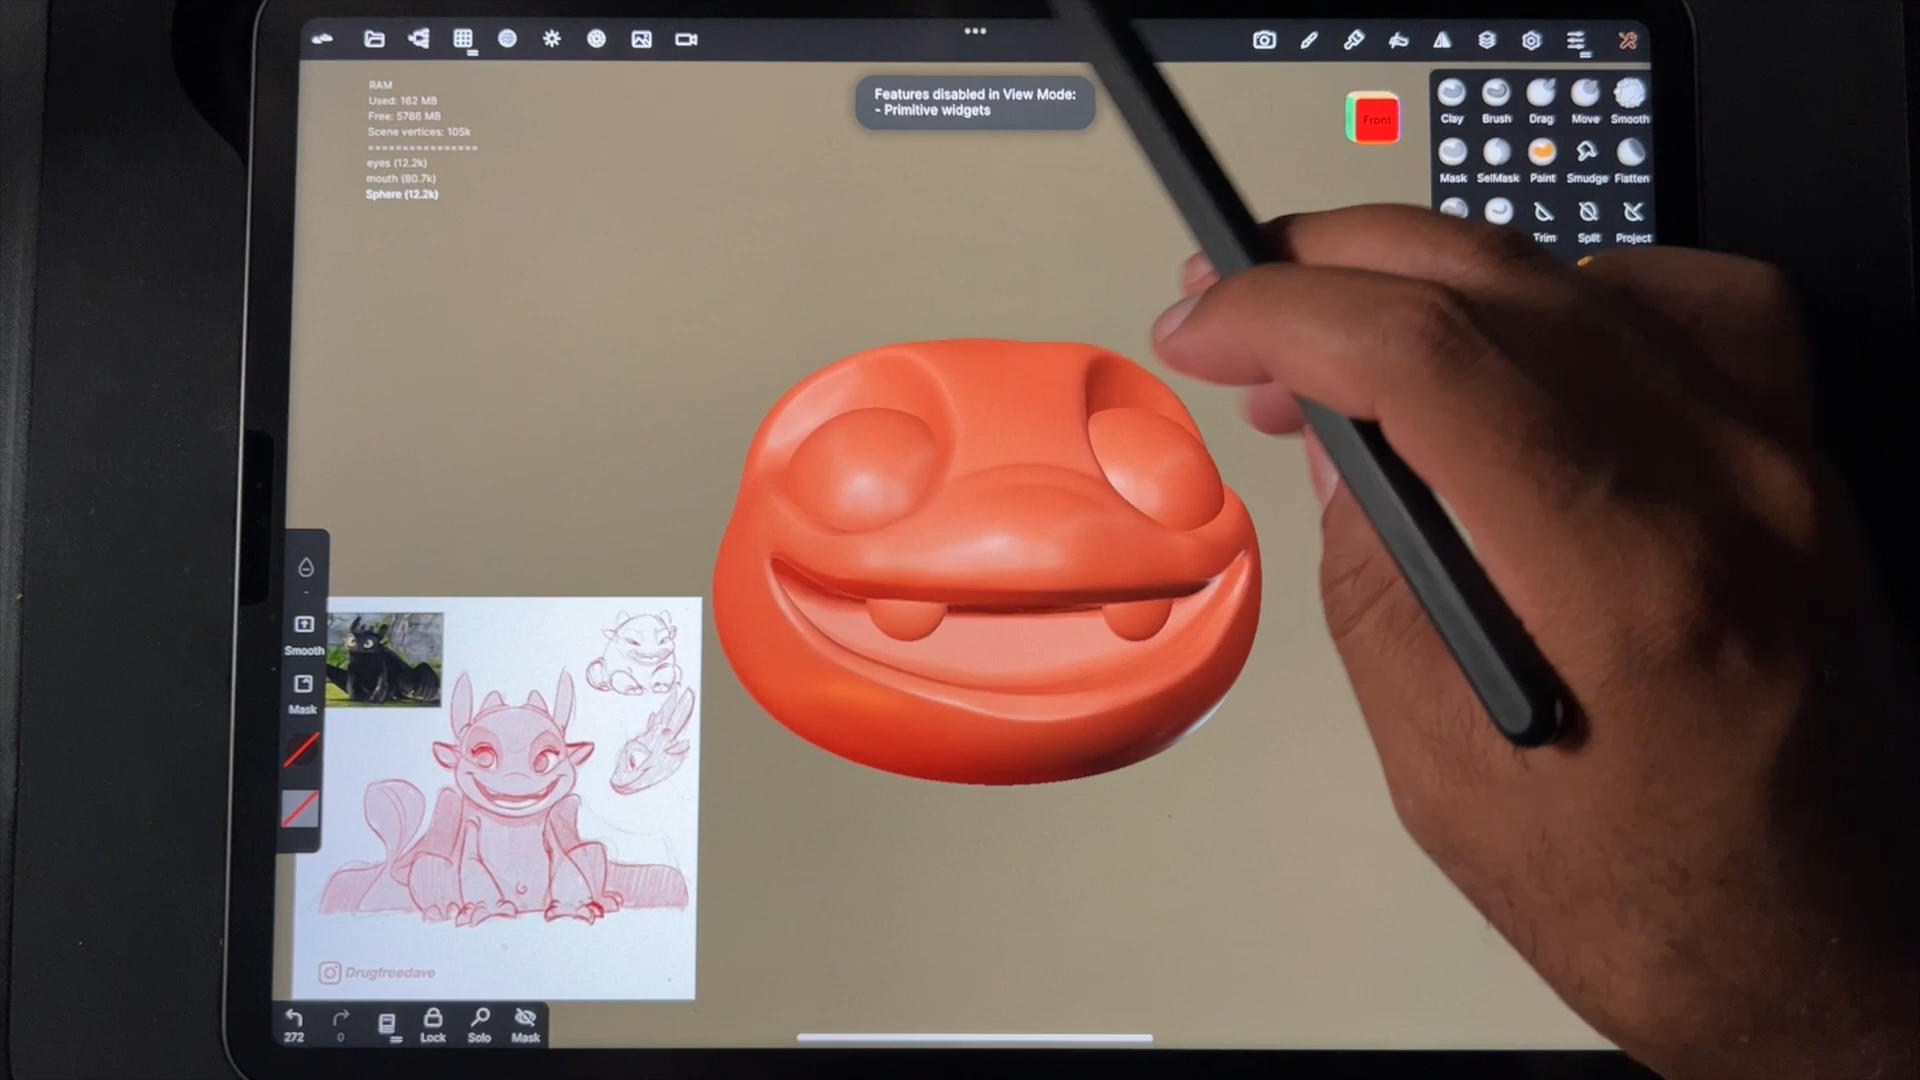 RAM
Used: 162 MB
Free: 5786 MB
Scene vertices: 105k
================
eyes (12.2k)
mouth (80.7k)
Sphere (12.2k)
Features disabled in View Mode:
- Primitive widgets
Front
Clay Brush Drag Move Smooth
Mask SelMask Paint Smudge Flatten
Trim Split Project
Smooth
Mask
Drugfreedave
272 0 Lock Solo Mask